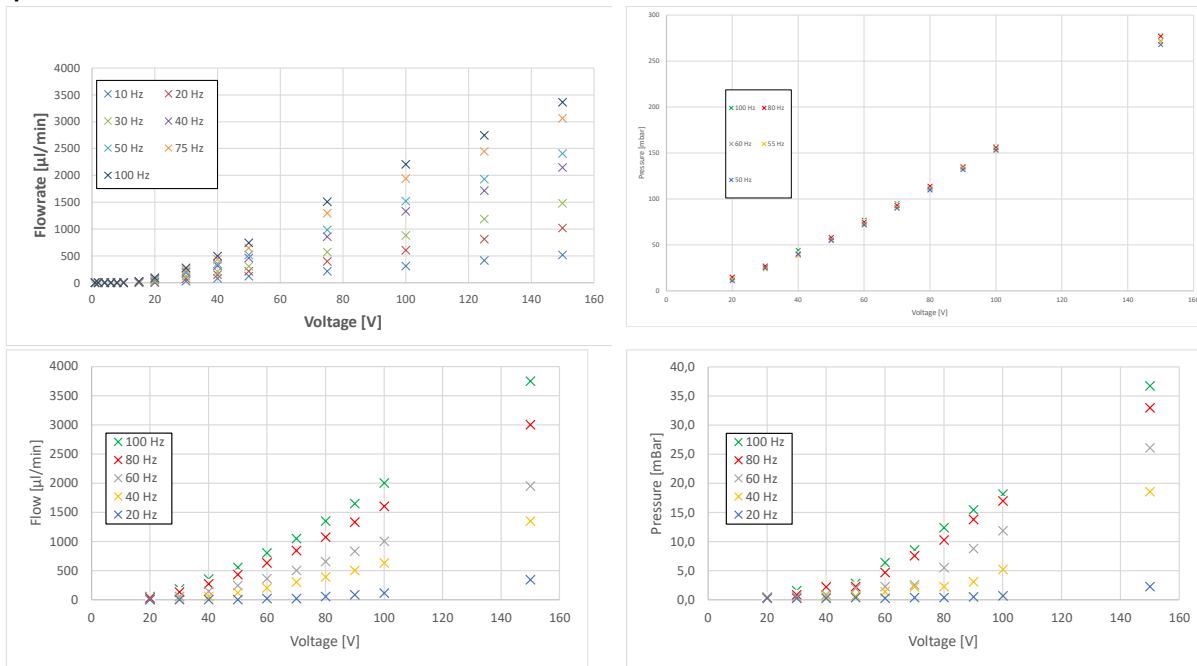 4000
3500
3000
2500
2000
1500
1000
500
0
Flowrate [µl/min]
10 Hz 20 Hz
30 Hz 40 Hz
50 Hz 75 Hz
100 Hz
0 20 40 60 80 100 120 140 160
Voltage [V]
300
250
200
150
100
50
0
Pressure [mbar]
100 Hz 80 Hz
60 Hz 55 Hz
50 Hz
0 20 40 60 80 100 120 140 160
Voltage [V]
4000
3500
3000
2500
2000
1500
1000
500
0
Flow [µl/min]
100 Hz
80 Hz
60 Hz
40 Hz
20 Hz
0 20 40 60 80 100 120 140 160
Voltage [V]
40,0
35,0
30,0
25,0
20,0
15,0
10,0
5,0
0,0
Pressure [mBar]
100 Hz
80 Hz
60 Hz
40 Hz
20 Hz
0 20 40 60 80 100 120 140 160
Voltage [V]